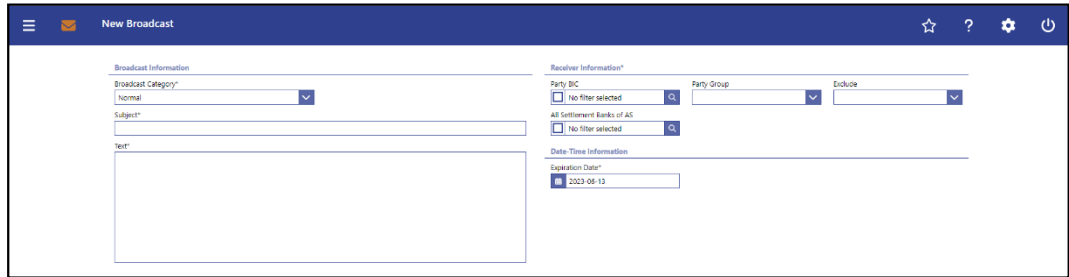 New Broadcast
?
Broadcast Information
Broadcast Category*
Normal
Subject*
Text*
Receiver Information*
Party BIC
Party Group
Exclude
No filter selected
All Settlement Banks of AS
No filter selected
Date-Time Information
Expiration Date*
2023-06-13